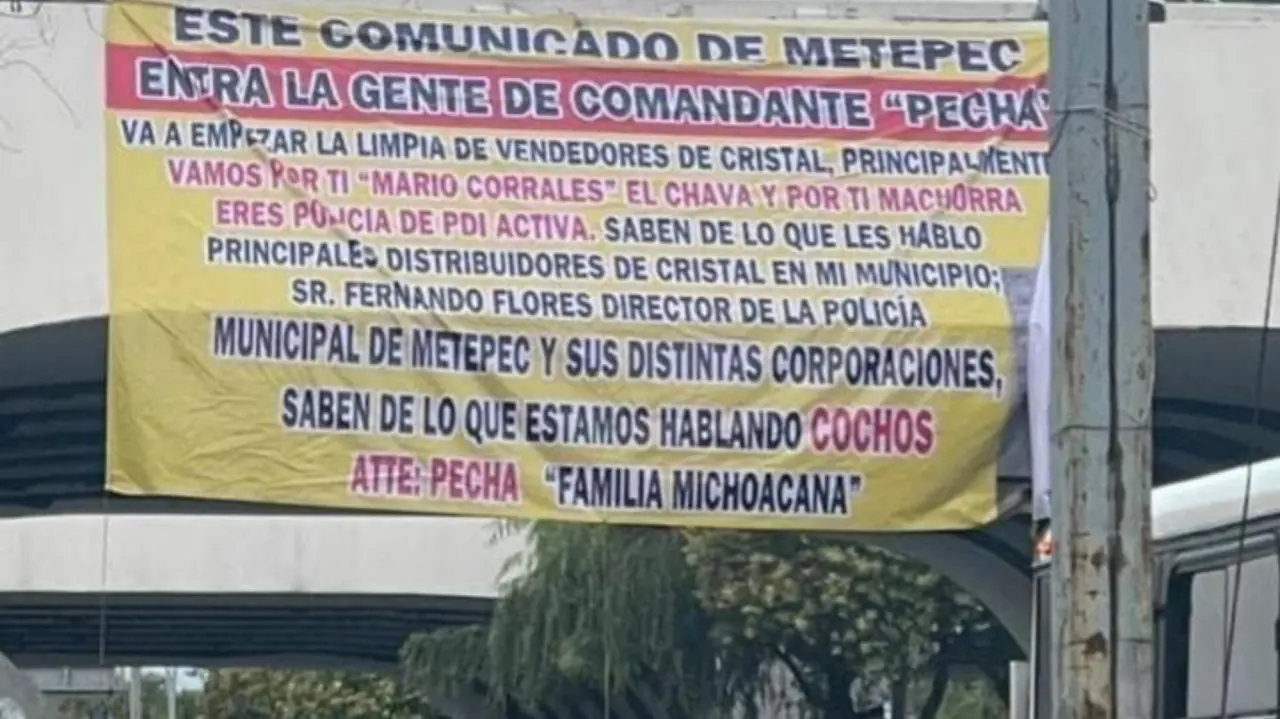 ESTE COMUNICADO DE METEPEC
ENTRA LA GENTE DE COMANDANTE "PECHA"
VA A EMPEZAR LA LIMPIA DE VENDEDORES DE CRISTAL, PRINCIPALMENTE
VAMOS POR TI "MARIO CORRALES" EL CHAVA Y POR TI MACUORRA
ERES POLICIA DE PDI ACTIVA. SABEN DE LO QUE LES HABLO
PRINCIPALES DISTRIBUIDORES DE CRISTAL EN MI MUNICIPIO;
SR. FERNANDO FLORES DIRECTOR DE LA POLICÍA
MUNICIPAL DE METEPEC Y SUS DISTINTAS CORPORACIONES,
SABEN DE LO QUE ESTAMOS HABLANDO COCHOS
ATTE: PECHA "FAMILIA MICHOACANA"